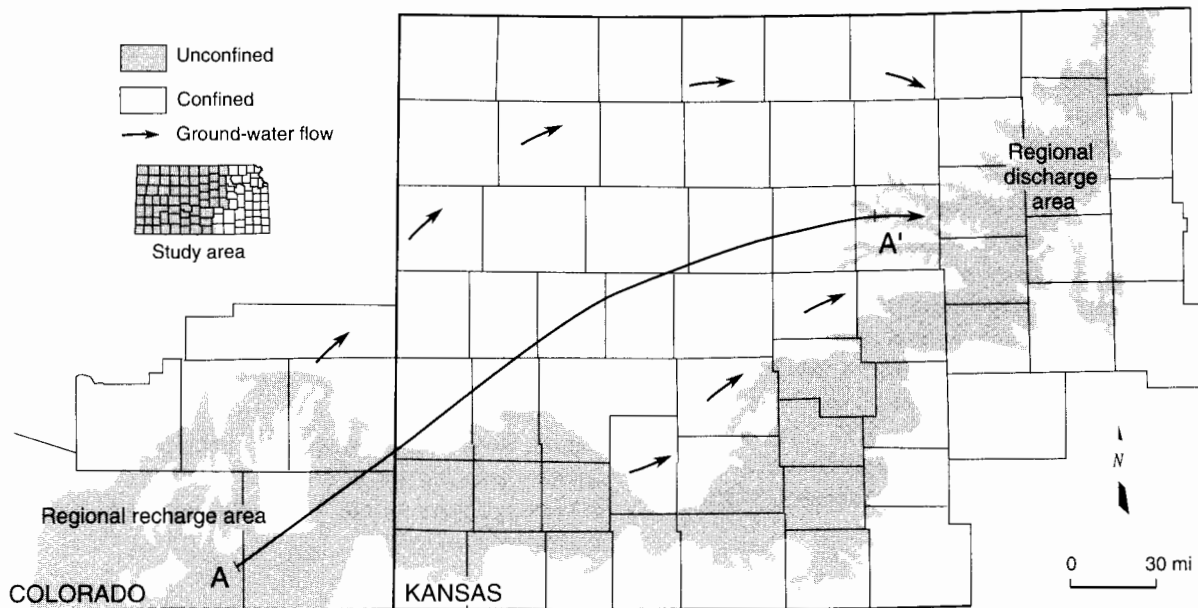 Unconfined
Confined
Ground-water flow
Study area
Regional
discharge
area
A'
Regional recharge area
A
N
0 30 mi
COLORADO
KANSAS